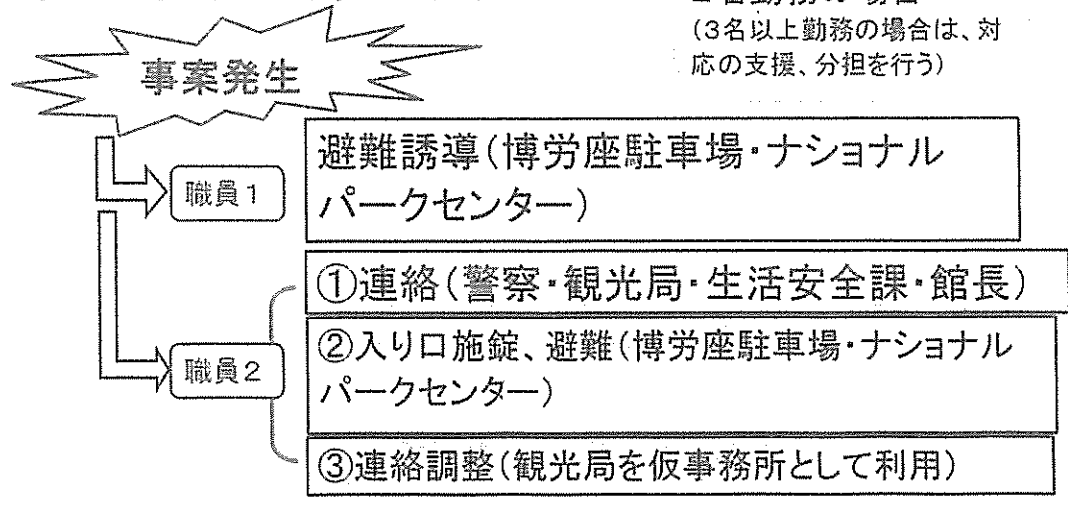 (3名以上勤務の場合は、対
応の支援、分担を行う)
事案発生
職員1
避難誘導(博労座駐車場・ナショナル
パークセンター)
職員2
①連絡(警察・観光局・生活安全課・館長)
②入り口施錠、避難(博労座駐車場・ナショナル
パークセンター)
③連絡調整(観光局を仮事務所として利用)